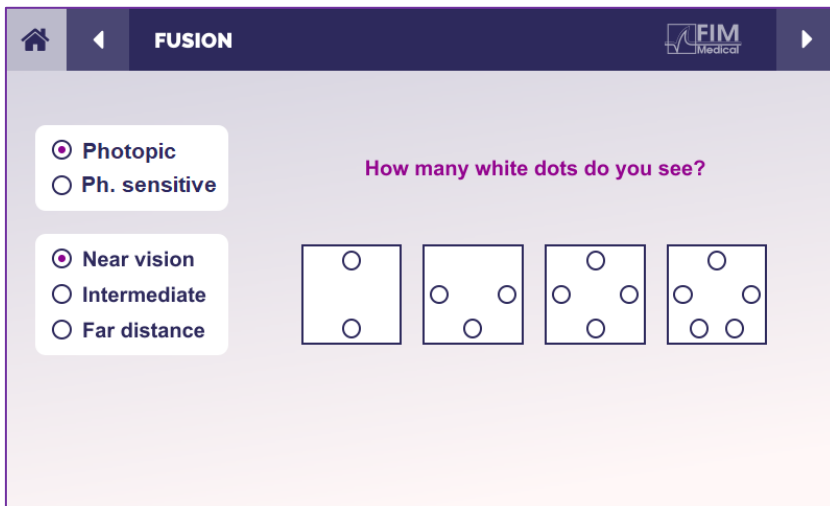 FUSION
FIM
Medical
Photopic
Ph. sensitive
How many white dots do you see?
Near vision
Intermediate
Far distance